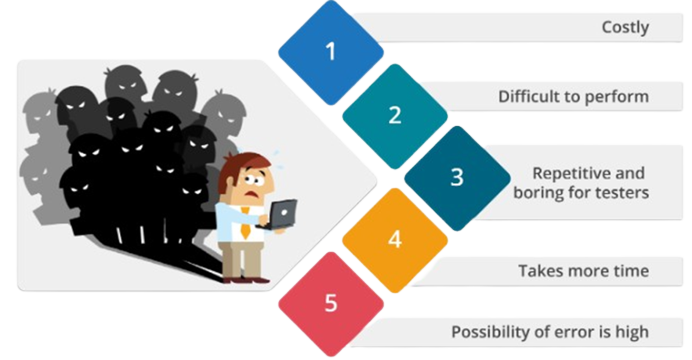 1
Costly
2
Difficult to perform
3
Repetitive and
boring for testers
4
Takes more time
5
Possibility of error is high